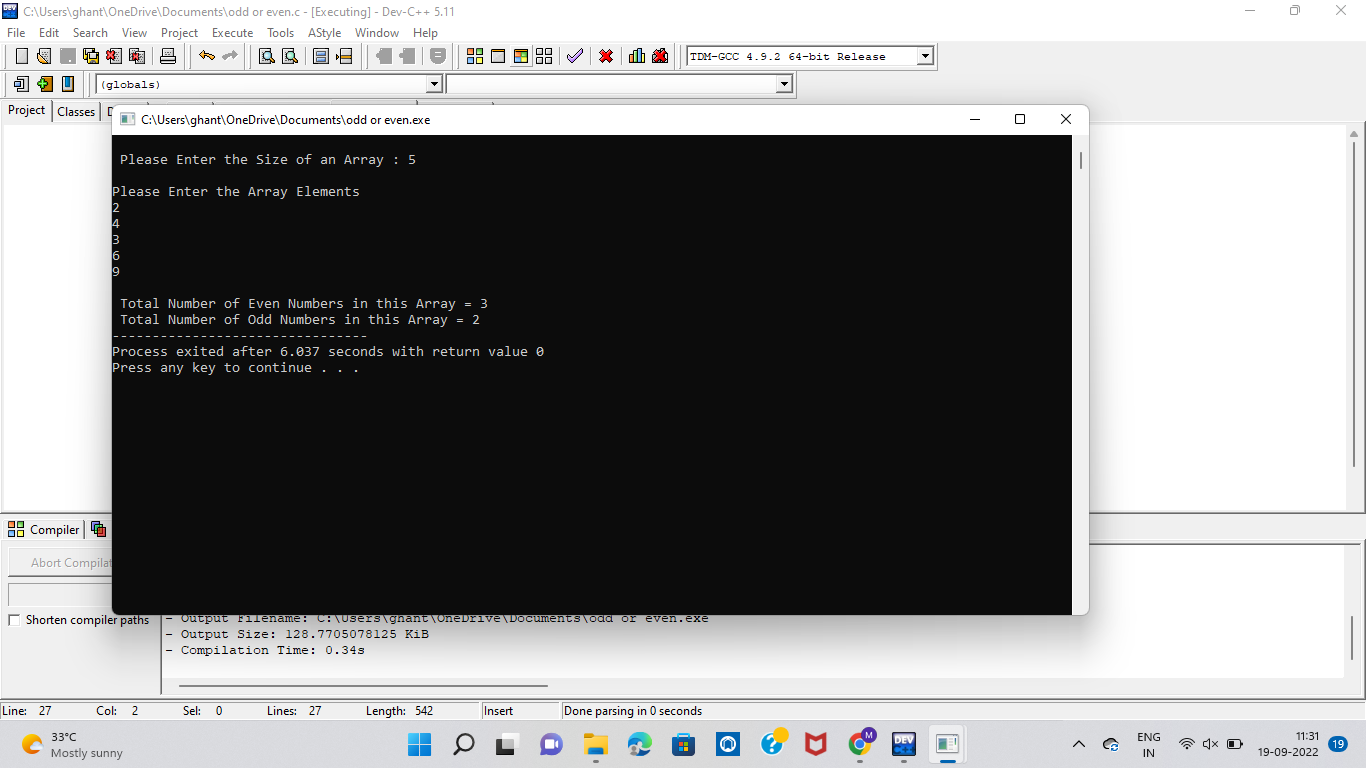 C:\Users\ghant\OneDrive\Documents\odd or even.c - [Executing] - Dev-C++ 5.11
File Edit Search View Project Execute Tools AStyle Window Help
TDM-GCC 4.9.2 64-bit Release
(globals)
Project Classes
C:\Users\ghant\OneDrive\Documents\odd or even.exe
Please Enter the Size of an Array : 5
Please Enter the Array Elements
2
4
3
6
9
Total Number of Even Numbers in this Array = 3
Total Number of Odd Numbers in this Array = 2
--------------------------------
Process exited after 6.037 seconds with return value 0
Press any key to continue . . .
Compiler
Abort Compilat
Shorten compiler paths
- Output Filename: C:\Users\ghant\OneDrive\Documents\odd or even.exe
- Output Size: 128.7705078125 KiB
- Compilation Time: 0.34s
Line: 27 Col: 2 Sel: 0 Lines: 27 Length: 542 Insert Done parsing in 0 seconds
33°C
Mostly sunny
DEV
M
ENG
IN
11:31
19-09-2022
19